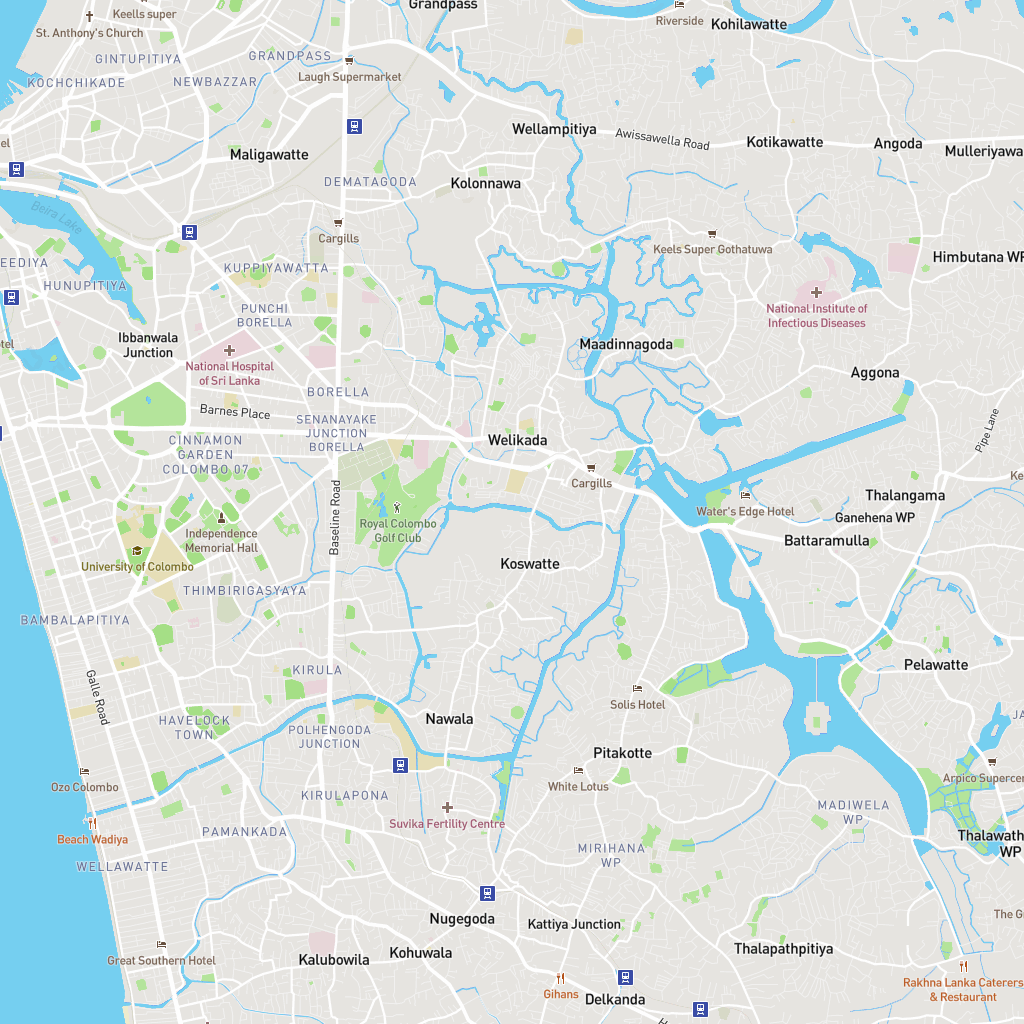 Grandpass
Keells super
St. Anthony's Church
Riverside
Kohilawatte
GINTUPITIYA
GRANDPASS
KOCHCHIKADE
NEWBAZZAR
Laugh Supermarket
Wellampitiya
Awissawella Road
Kotikawatte
Angoda
Mulleriyawa
Maligawatte
DEMATAGODA
Kolonnawa
Beira Lake
Cargills
Keels Super Gothatuwa
Himbutana WP
KUPPIYAWATTA
HUNUPITIYA
National Institute of
Infectious Diseases
PUNCHI
BORELLA
Ibbanwala
Junction
Maadinnagoda
National Hospital
of Sri Lanka
Aggona
BORELLA
Barnes Place
SENANAYAKE
JUNCTION
BORELLA
Pipe Lane
CINNAMON
GARDEN
COLOMBO 07
Welikada
Cargills
Thalangama
Water's Edge Hotel
Ganehena WP
Baseline Road
Royal Colombo
Golf Club
Independence
Memorial Hall
Battaramulla
University of Colombo
Koswatte
THIMBIRIGASYAYA
BAMBALAPITIYA
KIRULA
Pelawatte
Galle Road
Solis Hotel
HAVELOCK
TOWN
Nawala
POLHENGODA
JUNCTION
Pitakotte
Ozo Colombo
White Lotus
Arpico Supercen
KIRULAPONA
MADIWELA
WP
Suvika Fertility Centre
Beach Wadiya
PAMANKADA
Thalawath
WP
MIRIHANA
WP
WELLAWATTE
The G
Nugegoda
Kattiya Junction
Kohuwala
Thalapathpitiya
Great Southern Hotel
Kalubowila
Gihans
Rakhna Lanka Caterers
& Restaurant
Delkanda